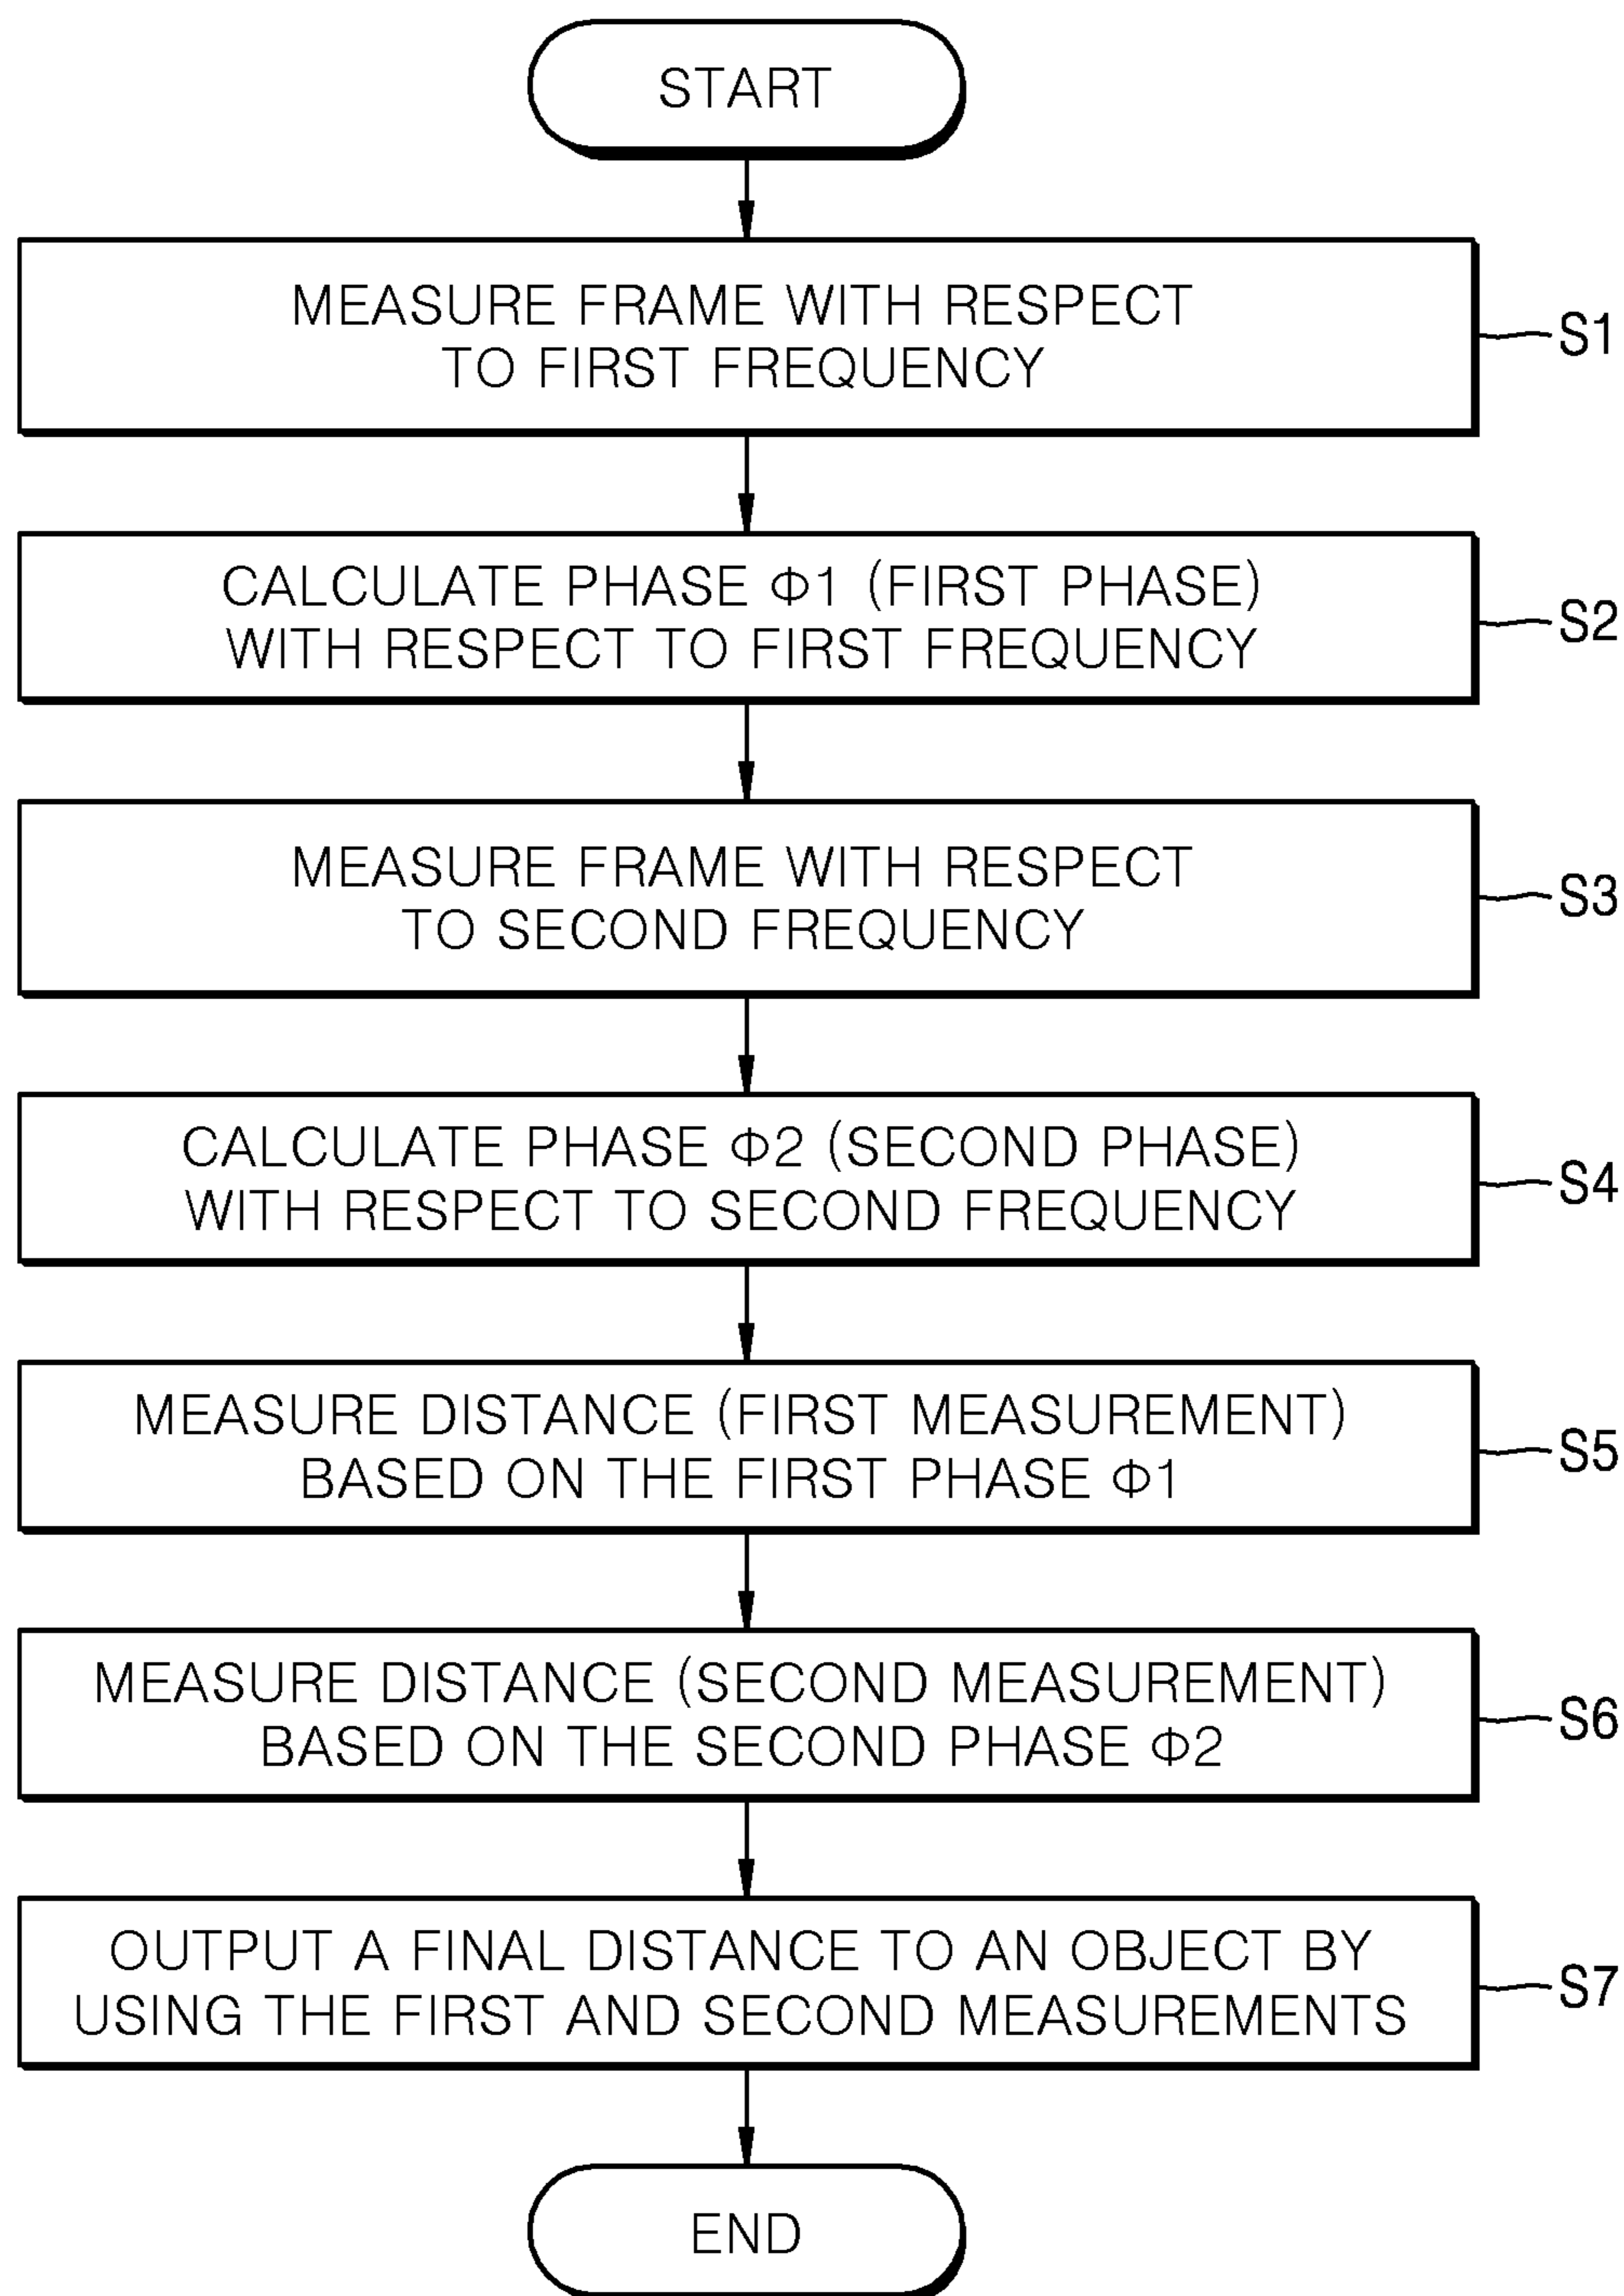 START
MEASURE FRAME WITH RESPECT
TO FIRST FREQUENCY
S1
CALCULATE PHASE Φ1 (FIRST PHASE)
WITH RESPECT TO FIRST FREQUENCY
S2
MEASURE FRAME WITH RESPECT
TO SECOND FREQUENCY
S3
CALCULATE PHASE Φ2 (SECOND PHASE)
WITH RESPECT TO SECOND FREQUENCY
S4
MEASURE DISTANCE (FIRST MEASUREMENT)
BASED ON THE FIRST PHASE Φ1
S5
MEASURE DISTANCE (SECOND MEASUREMENT)
BASED ON THE SECOND PHASE Φ2
S6
OUTPUT A FINAL DISTANCE TO AN OBJECT BY
USING THE FIRST AND SECOND MEASUREMENTS
S7
END